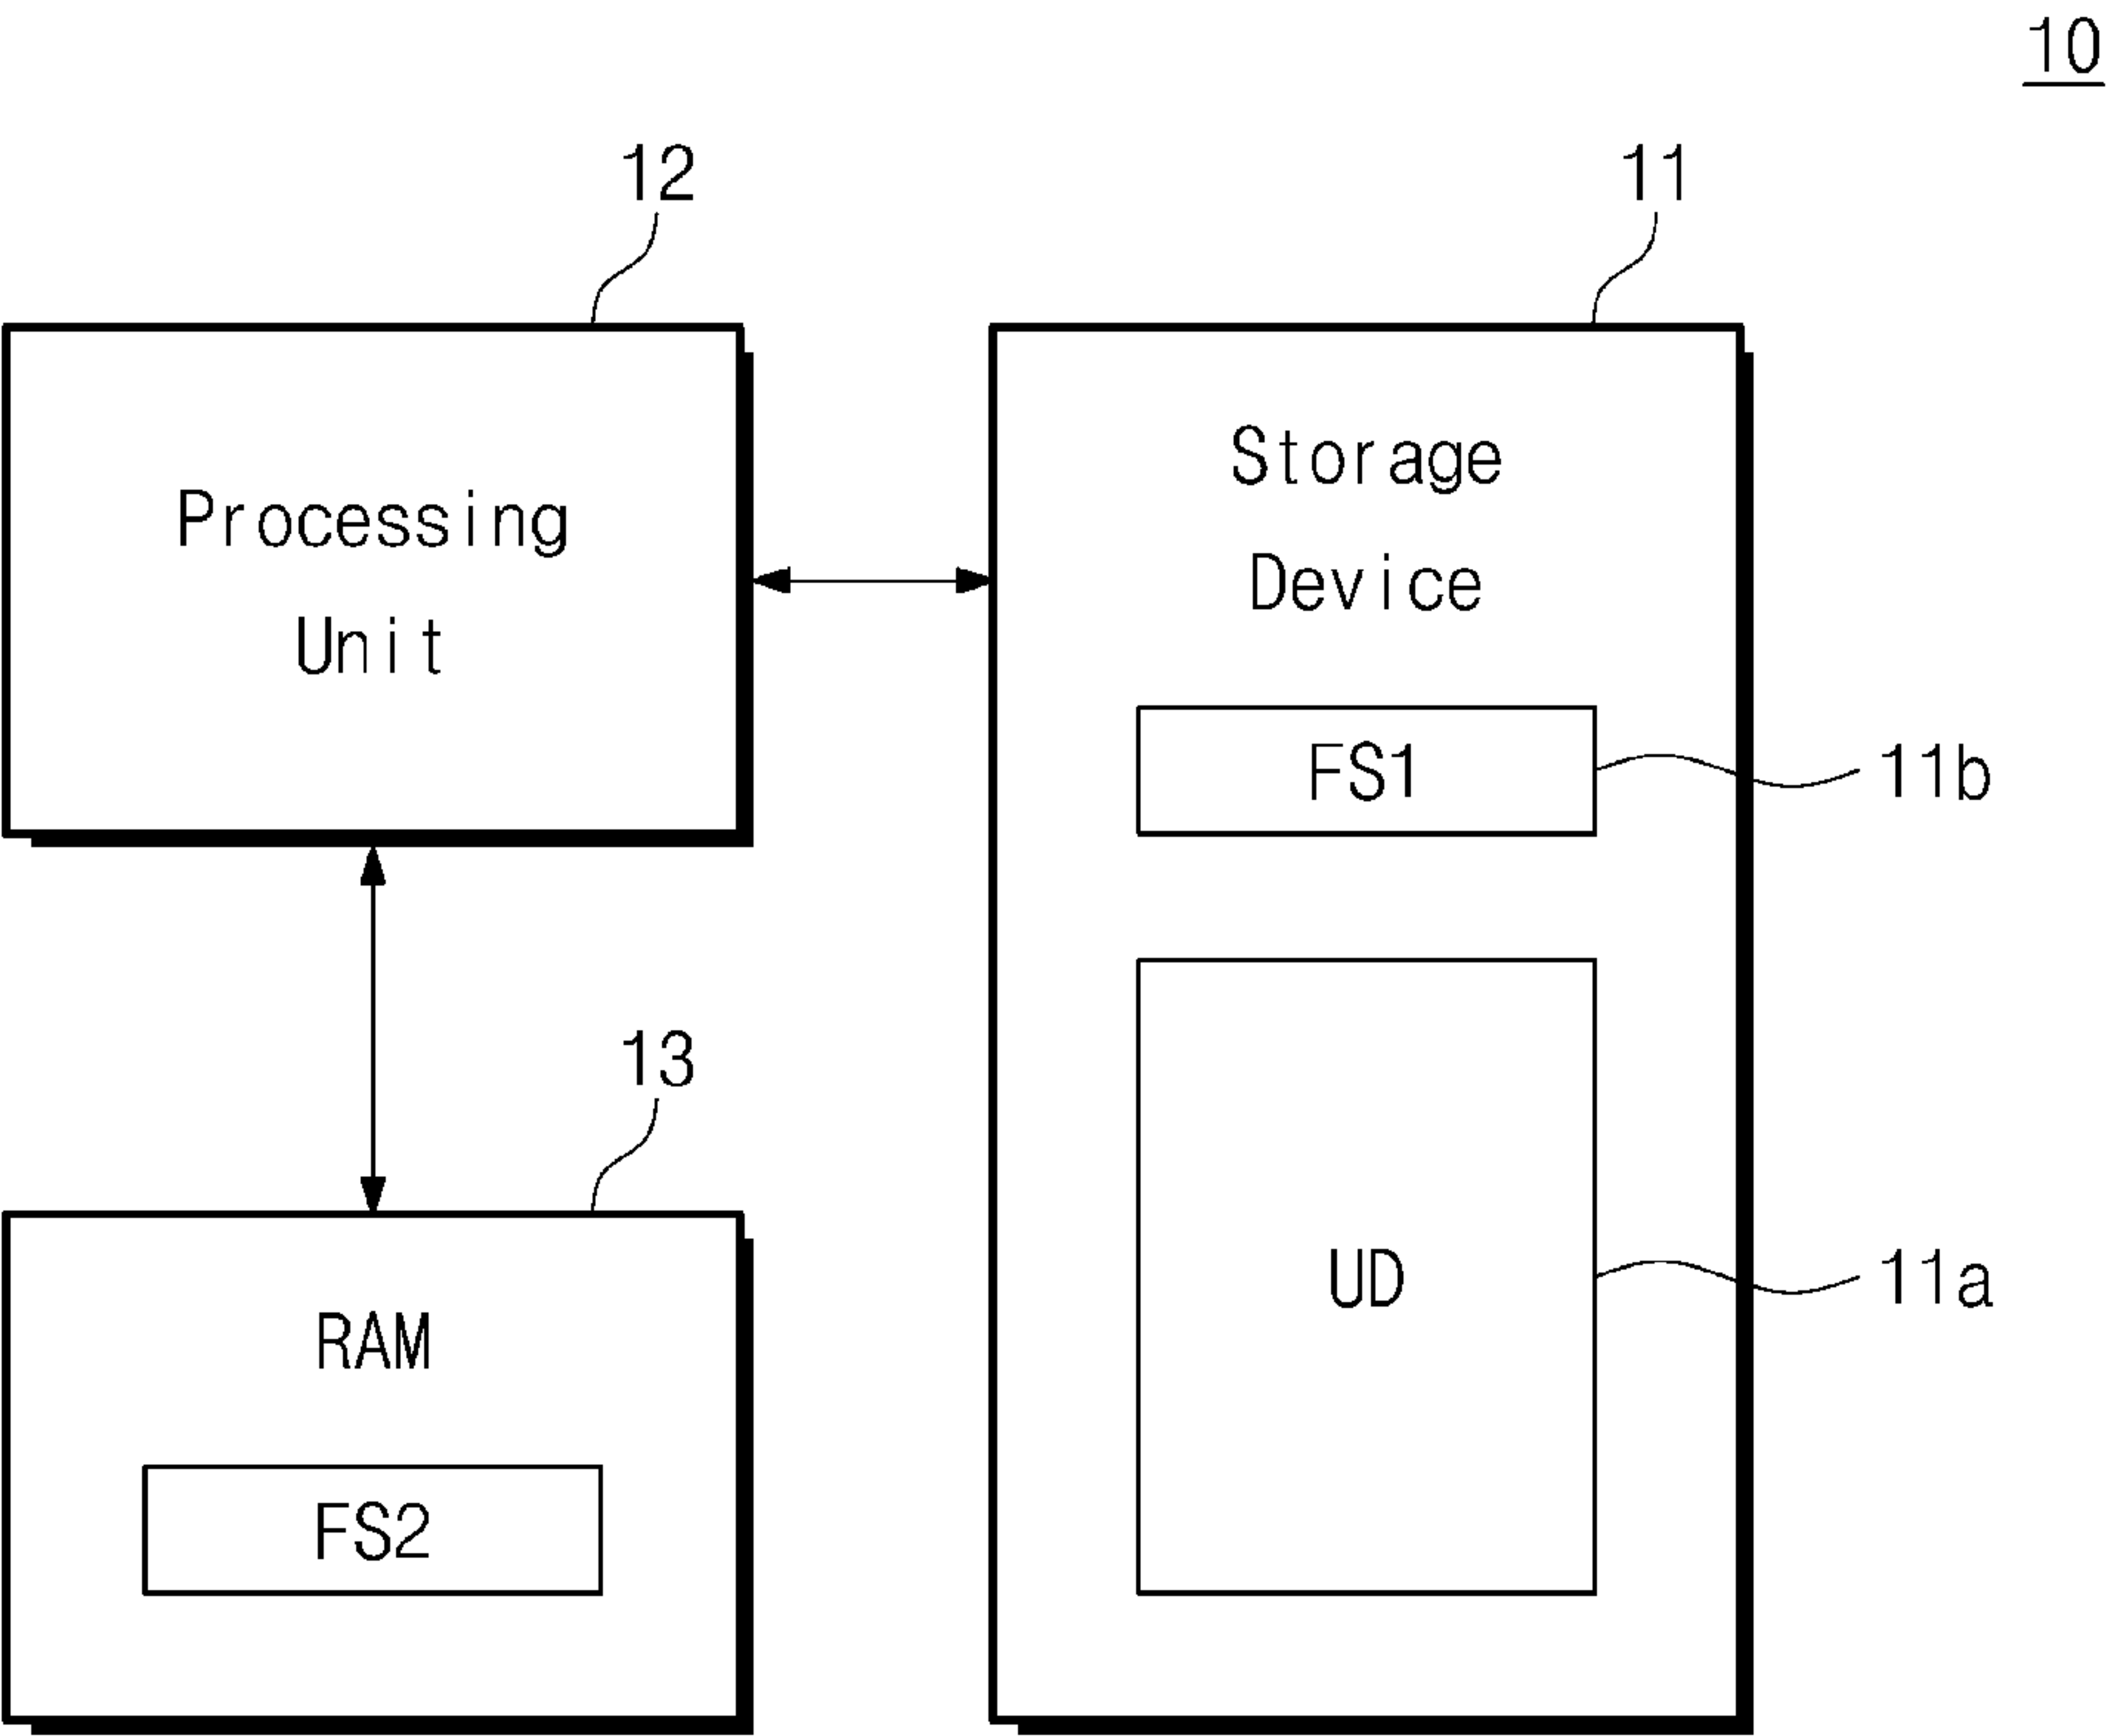 10
12
11
Processing
Unit
Storage
Device
FS1
11b
13
RAM
FS2
UD
11a